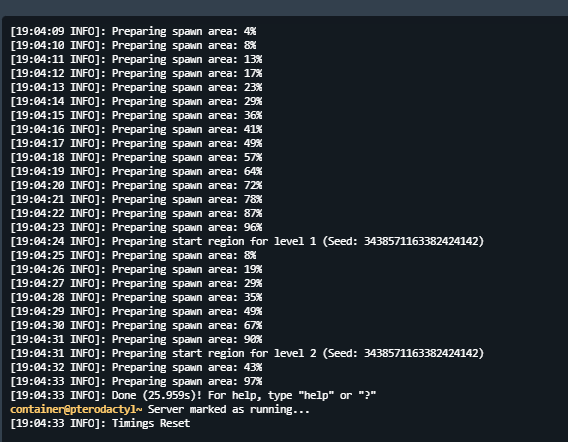 [19:04:09 INFO]: Preparing spawn area: 4%
[19:04:10 INFO]: Preparing spawn area: 8%
[19:04:11 INFO]: Preparing spawn area: 13%
[19:04:12 INFO]: Preparing spawn area: 17%
[19:04:13 INFO]: Preparing spawn area: 23%
[19:04:14 INFO]: Preparing spawn area: 29%
[19:04:15 INFO]: Preparing spawn area: 36%
[19:04:16 INFO]: Preparing spawn area: 41%
[19:04:17 INFO]: Preparing spawn area: 49%
[19:04:18 INFO]: Preparing spawn area: 57%
[19:04:19 INFO]: Preparing spawn area: 64%
[19:04:20 INFO]: Preparing spawn area: 72%
[19:04:21 INFO]: Preparing spawn area: 78%
[19:04:22 INFO]: Preparing spawn area: 87%
[19:04:23 INFO]: Preparing spawn area: 96%
[19:04:24 INFO]: Preparing start region for level 1 (Seed: 3438571163382424142)
[19:04:25 INFO]: Preparing spawn area: 8%
[19:04:26 INFO]: Preparing spawn area: 19%
[19:04:27 INFO]: Preparing spawn area: 29%
[19:04:28 INFO]: Preparing spawn area: 35%
[19:04:29 INFO]: Preparing spawn area: 49%
[19:04:30 INFO]: Preparing spawn area: 67%
[19:04:31 INFO]: Preparing spawn area: 90%
[19:04:31 INFO]: Preparing start region for level 2 (Seed: 3438571163382424142)
[19:04:32 INFO]: Preparing spawn area: 43%
[19:04:33 INFO]: Preparing spawn area: 97%
[19:04:33 INFO]: Done (25.959s)! For help, type "help" or "?"
container@pterodactyl~ Server marked as running...
[19:04:33 INFO]: Timings Reset